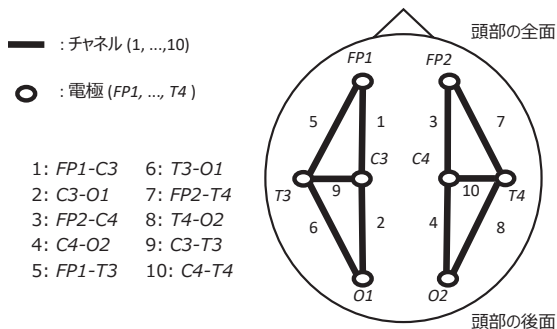 : チャネル (1, ...,10)
: 電極 (FP1, ..., T4 )
1: FP1-C3 6: T3-O1
2: C3-O1 7: FP2-T4
3: FP2-C4 8: T4-O2
4: C4-O2 9: C3-T3
5: FP1-T3 10: C4-T4
頭部の全面
FP1 FP2
5 1 3 7
C3 C4
T3 9 10 T4
6 2 4 8
O1 O2
頭部の後面